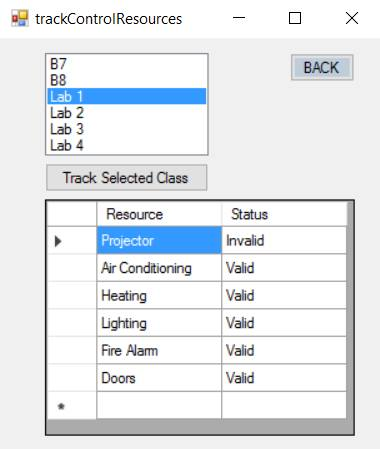 trackControlResources
B7
B8
Lab 1
Lab 2
Lab 3
Lab 4
BACK
Track Selected Class
Resource Status
Projector Invalid
Air Conditioning Valid
Heating Valid
Lighting Valid
Fire Alarm Valid
Doors Valid
*